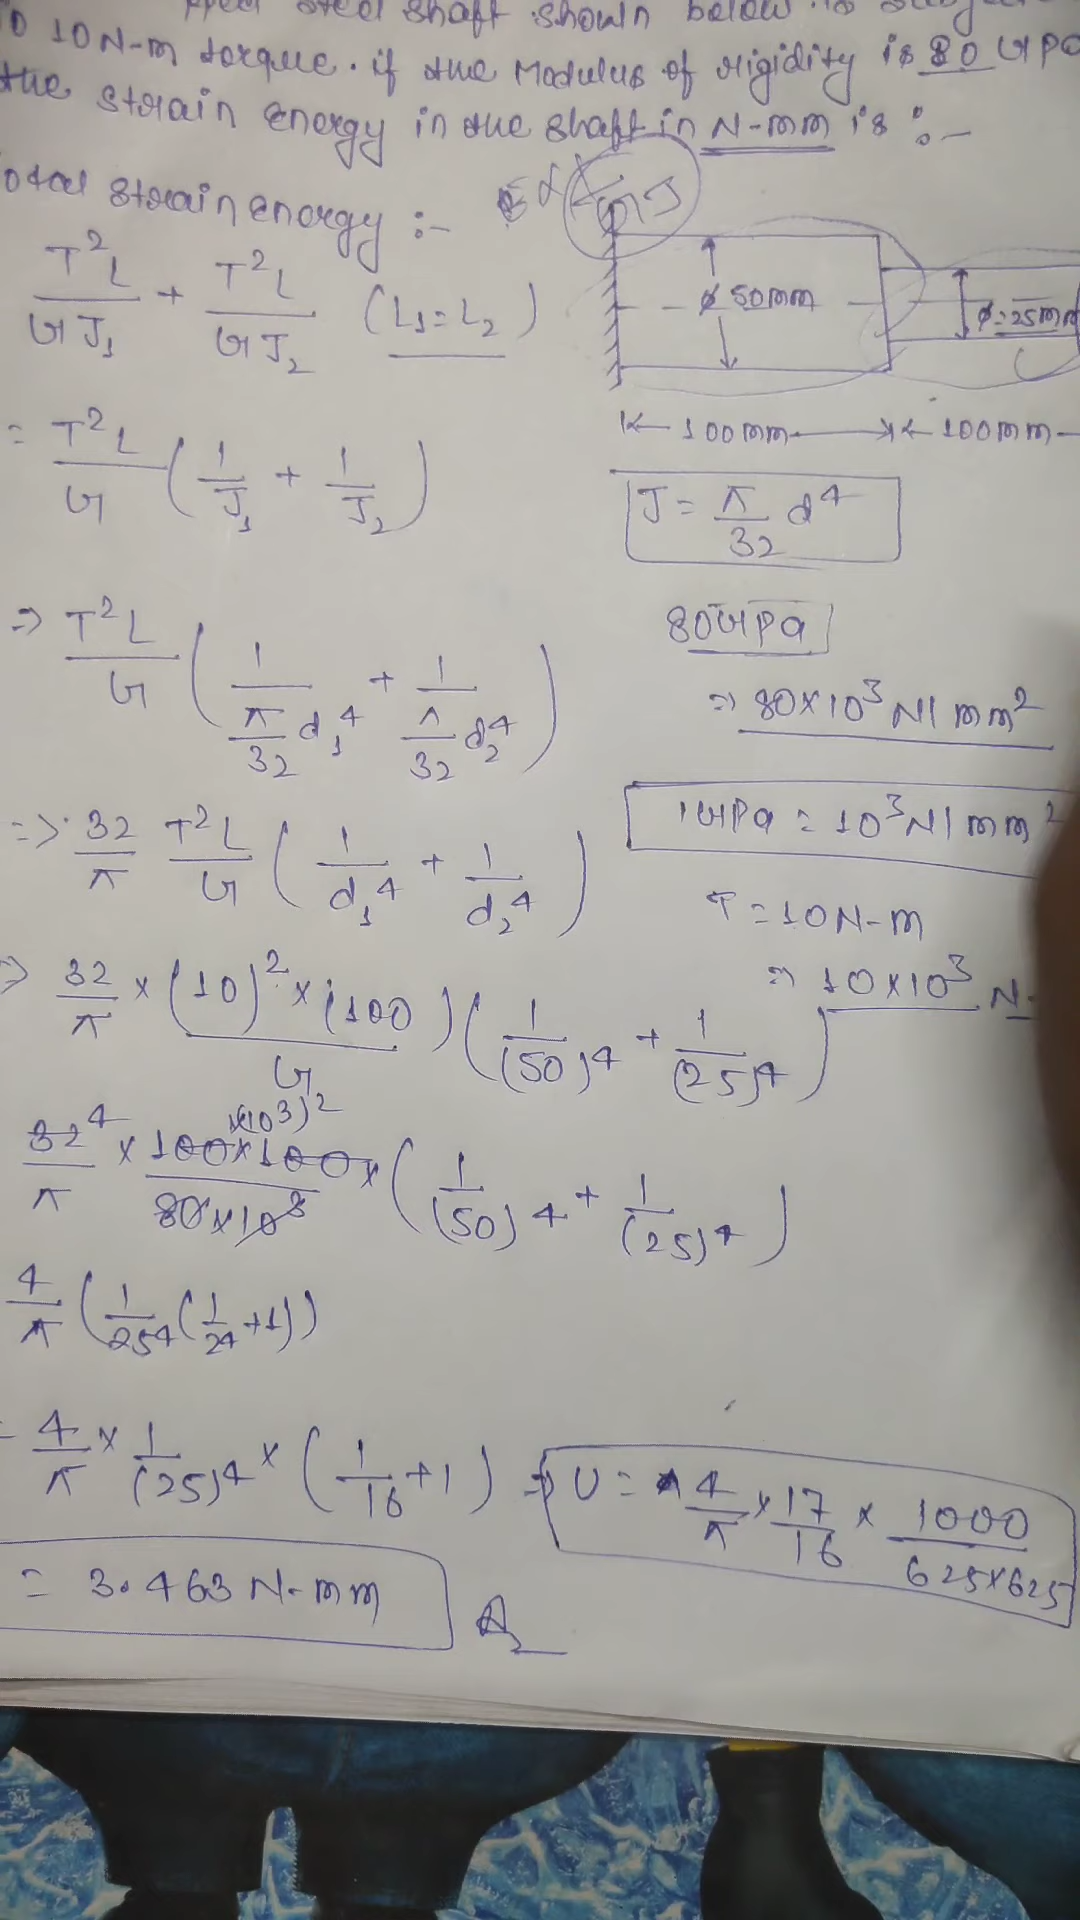 steel shaft shown below is
10 N-m torque. if the Modulus of rigidity is 80 GPa
the strain energy in the shaft in N-mm is :-
total strain energy :-
T²L/GJ₁ + T²L/GJ₂ (L₁=L₂)
φ 50mm
φ=25mm
100mm 100mm
= T²L/G (1/J₁ + 1/J₂)
J = π/32 d⁴
⇒ T²L/G (1/(π/32 d₁⁴) + 1/(π/32 d₂⁴))
80GPa
⇒ 80×10³ N/mm²
1GPa = 10³N/mm²
⇒ 32/π T²L/G (1/d₁⁴ + 1/d₂⁴)
T = 10N-m
⇒ 10×10³ N-
⇒ 32/π × (10)²×(100)/G (1/(50)⁴ + 1/(25)⁴)
32⁴/π × 100×100×(10³)²/80×10³ (1/(50)⁴ + 1/(25)⁴)
4/π (1/25⁴ (1/2⁴ +1))
= 4/π × 1/(25)⁴ × (1/16 +1) ⇒ U = 4/π × 17/16 × 1000/625×625
= 3.463 N-mm